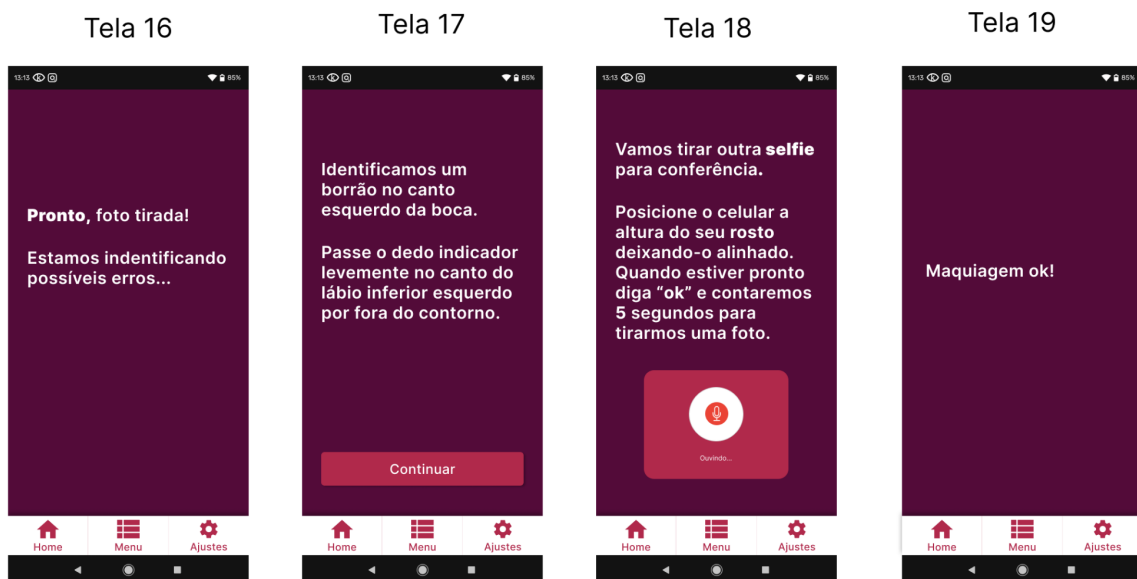 Tela 16
13:13 K 85%
Pronto, foto tirada!
Estamos indentificando
possíveis erros...
Home Menu Ajustes
Tela 17
13:13 K 85%
Identificamos um
borrão no canto
esquerdo da boca.
Passe o dedo indicador
levemente no canto do
lábio inferior esquerdo
por fora do contorno.
Continuar
Home Menu Ajustes
Tela 18
13:13 K 85%
Vamos tirar outra selfie
para conferência.
Posicione o celular a
altura do seu rosto
deixando-o alinhado.
Quando estiver pronto
diga “ok” e contaremos
5 segundos para
tirarmos uma foto.
Ouvindo...
Home Menu Ajustes
Tela 19
13:13 K 85%
Maquiagem ok!
Home Menu Ajustes